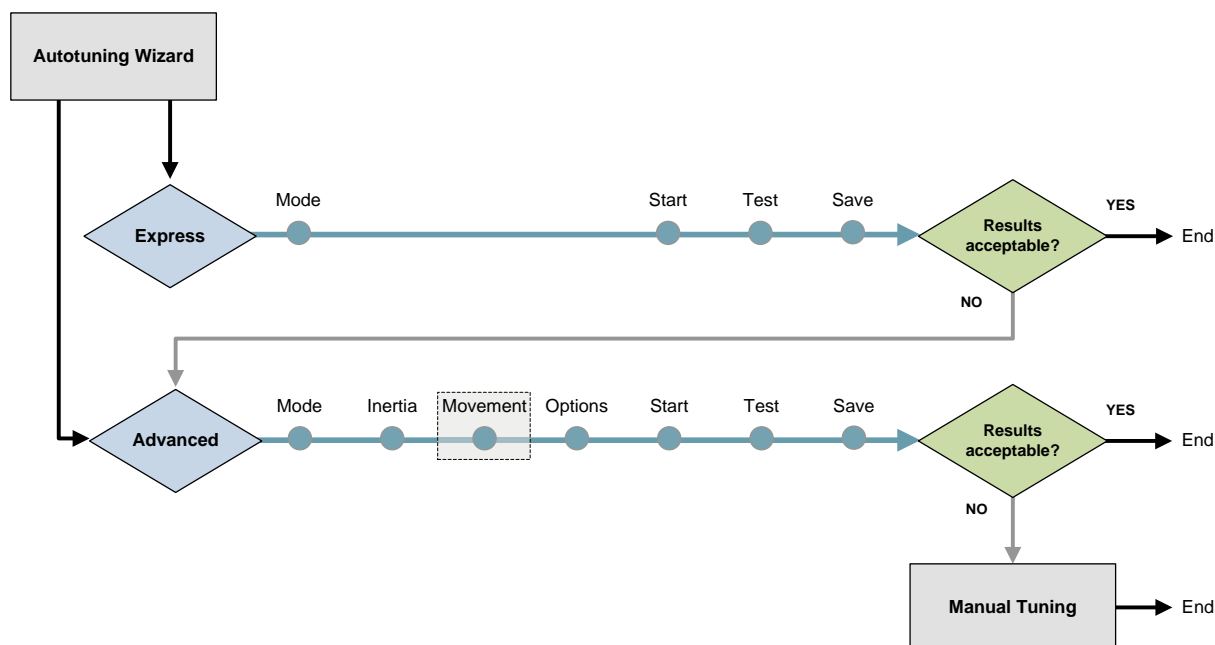 Autotuning Wizard
Mode
Start
Test
Save
Express
Results
acceptable?
YES
End
NO
Mode
Inertia
Movement
Options
Start
Test
Save
Advanced
Results
acceptable?
YES
End
NO
Manual Tuning
End